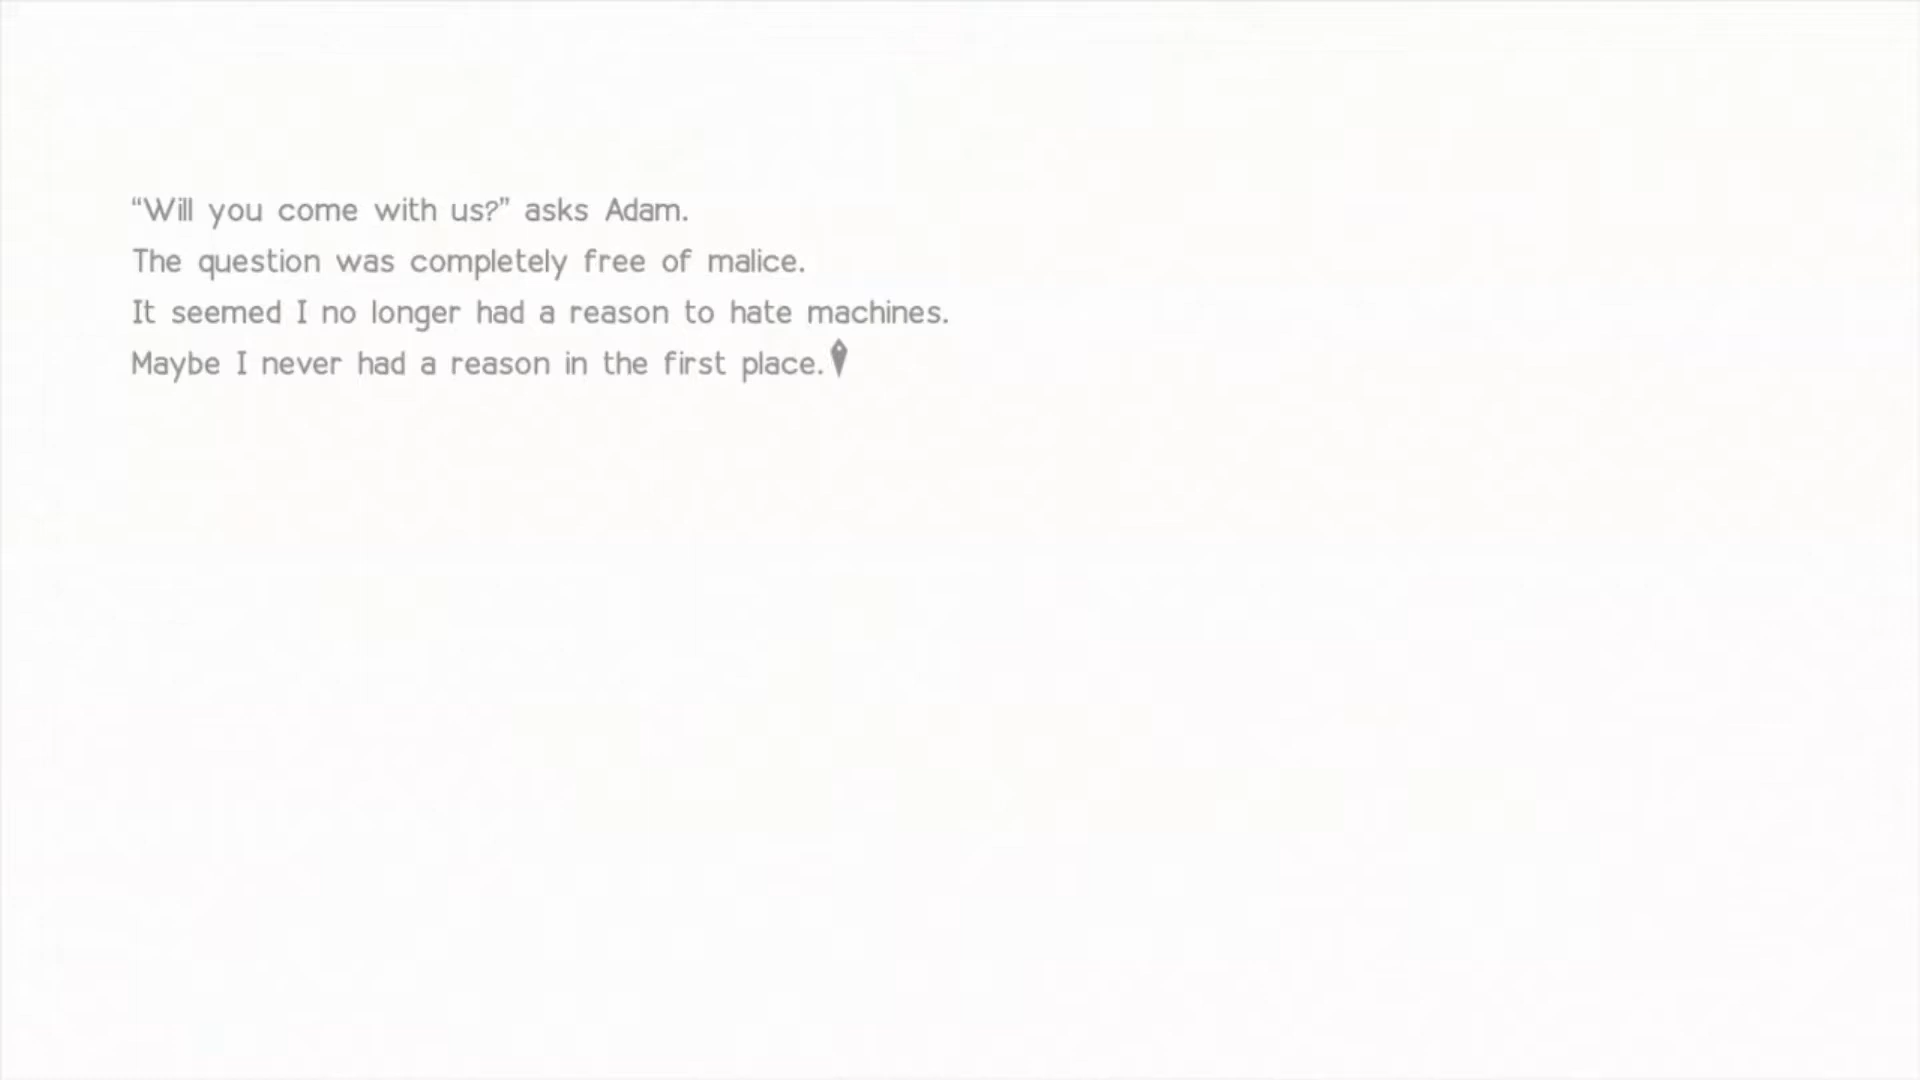 “Will you come with us?” asks Adam.
The question was completely free of malice.
It seemed I no longer had a reason to hate machines.
Maybe I never had a reason in the first place.